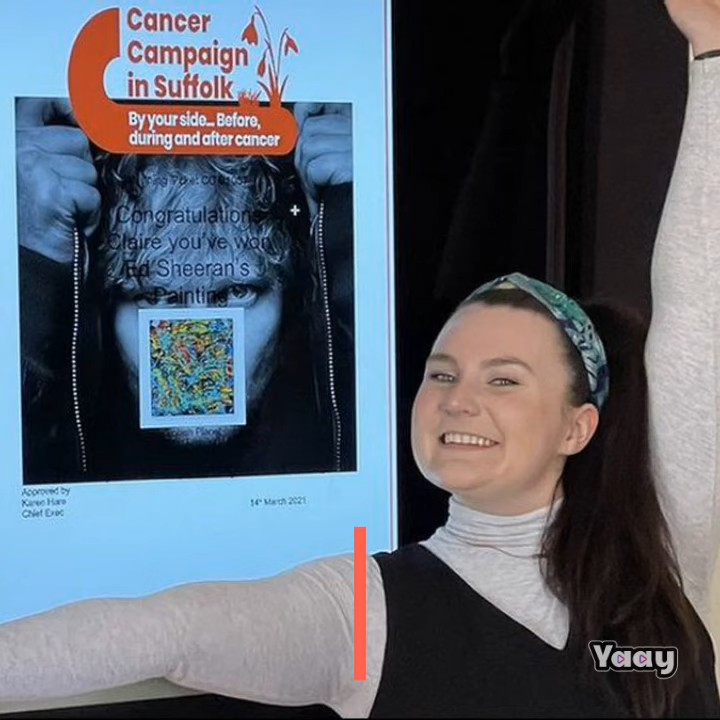 Cancer
Campaign
in Suffolk
By your side... Before,
during and after cancer
Congratulations
Claire you've won
Ed Sheeran's
Painting
Approved by
Karen Hare
Chief Exec
14th March 2021
Yaay